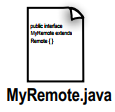 public interface
MyRemote extends
Remote { }
MyRemote.java